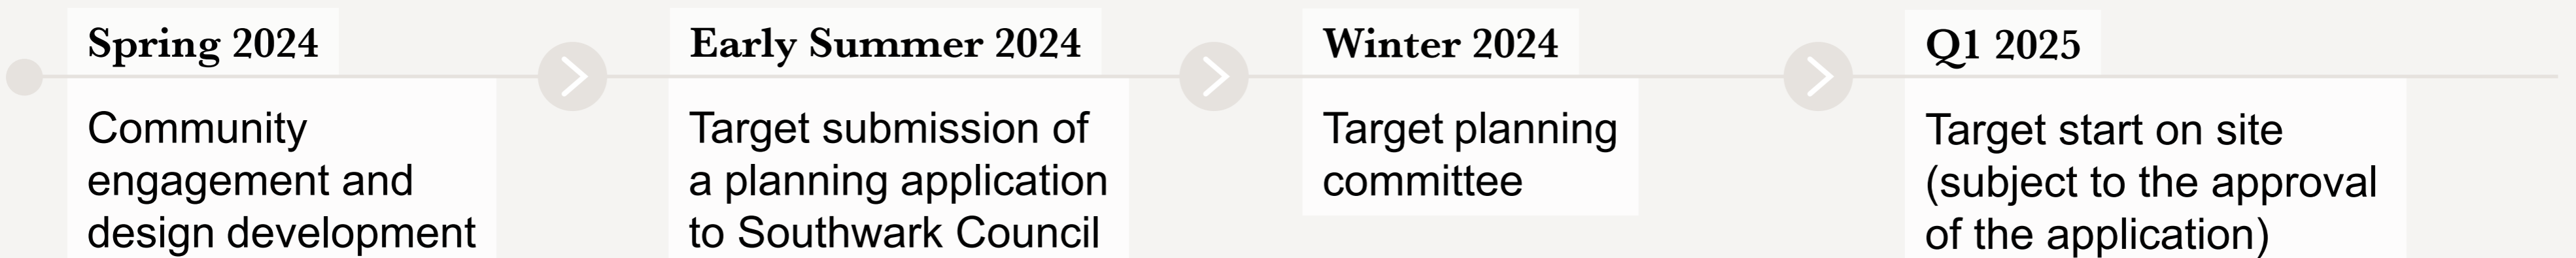 Spring 2024
Community
engagement and
design development
Early Summer 2024
Target submission of
a planning application
to Southwark Council
Winter 2024
Target planning
committee
Q1 2025
Target start on site
(subject to the approval
of the application)